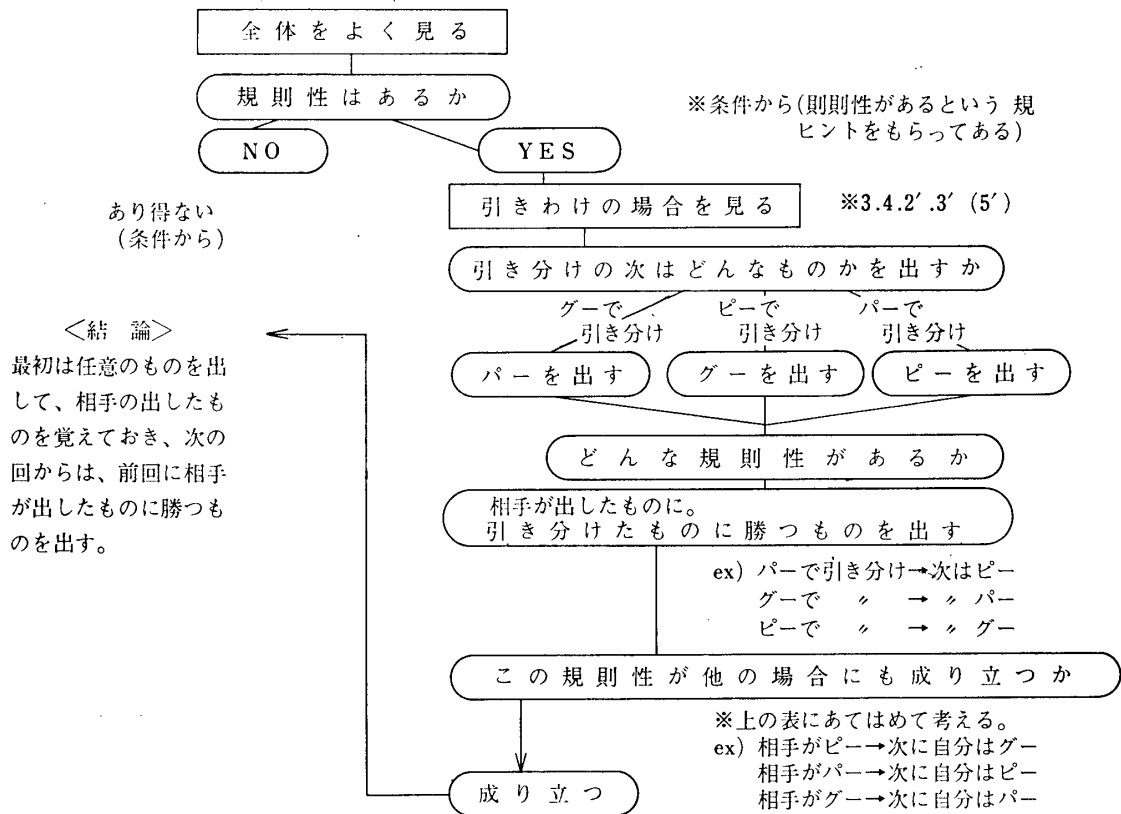 全体をよく見る
規則性はあるか
※条件から(則則性があるという 規
ヒントをもらってある)
NO
YES
あり得ない
(条件から)
引きわけの場合を見る
※3.4.2′.3′ (5′)
引き分けの次はどんなものかを出すか
グーで
引き分け
ピーで
引き分け
パーで
引き分け
パーを出す
グーを出す
ピーを出す
どんな規則性があるか
相手が出したものに。
引き分けたものに勝つものを出す
ex) パーで引き分け→次はピー
グーで 〃 → 〃 パー
ピーで 〃 → 〃 グー
この規則性が他の場合にも成り立つか
※上の表にあてはめて考える。
ex) 相手がピー→次に自分はグー
相手がパー→次に自分はピー
相手がグー→次に自分はパー
成り立つ
<結 論>
最初は任意のものを出
して、相手の出したも
のを覚えておき、次の
回からは、前回に相手
が出したものに勝つも
のを出す。